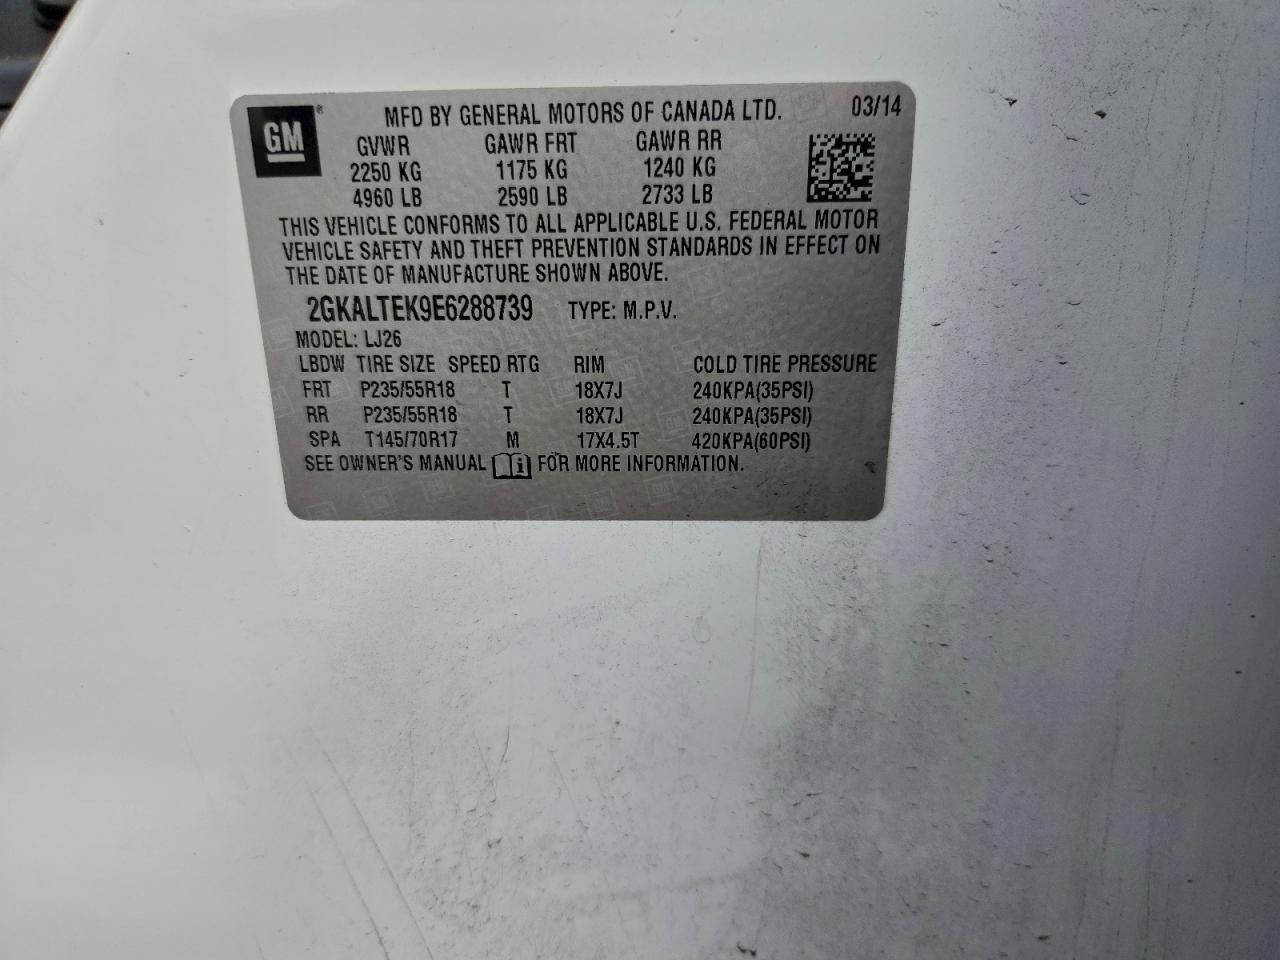 GM ®
MFD BY GENERAL MOTORS OF CANADA LTD. 03/14
GVWR GAWR FRT GAWR RR
2250 KG 1175 KG 1240 KG
4960 LB 2590 LB 2733 LB
THIS VEHICLE CONFORMS TO ALL APPLICABLE U.S. FEDERAL MOTOR
VEHICLE SAFETY AND THEFT PREVENTION STANDARDS IN EFFECT ON
THE DATE OF MANUFACTURE SHOWN ABOVE.
2GKALTEK9E6288739 TYPE: M.P.V.
MODEL: LJ26
LBDW TIRE SIZE SPEED RTG RIM COLD TIRE PRESSURE
FRT P235/55R18 T 18X7J 240KPA(35PSI)
RR P235/55R18 T 18X7J 240KPA(35PSI)
SPA T145/70R17 M 17X4.5T 420KPA(60PSI)
SEE OWNER'S MANUAL i FOR MORE INFORMATION.